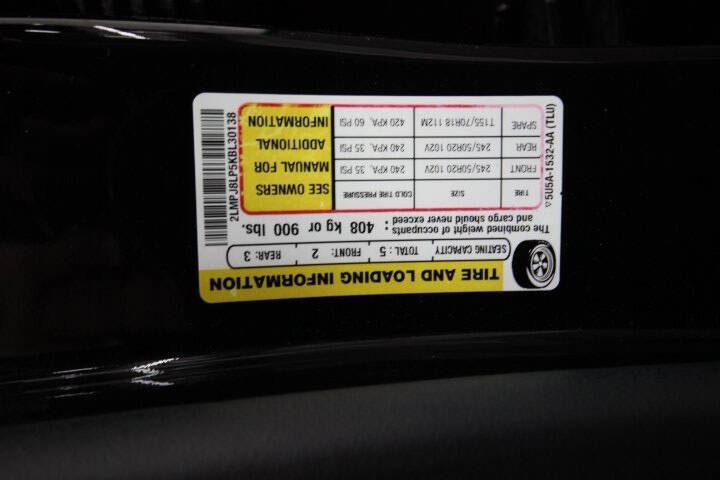 TIRE AND LOADING INFORMATION
SEATING CAPACITY TOTAL : 5 FRONT: 2 REAR: 3
The combined weight of occupants
and cargo should never exceed : 408 kg or 900 lbs.
TIRE SIZE COLD TIRE PRESSURE
FRONT 245/50R20 102V 240 KPA, 35 PSI
REAR 245/50R20 102V 240 KPA, 35 PSI
SPARE T155/70R18 112M 420 KPA, 60 PSI
SEE OWNERS
MANUAL FOR
ADDITIONAL
INFORMATION
5U5A-1532-AA (TLU)
2LMPJ8LP5KBL30138